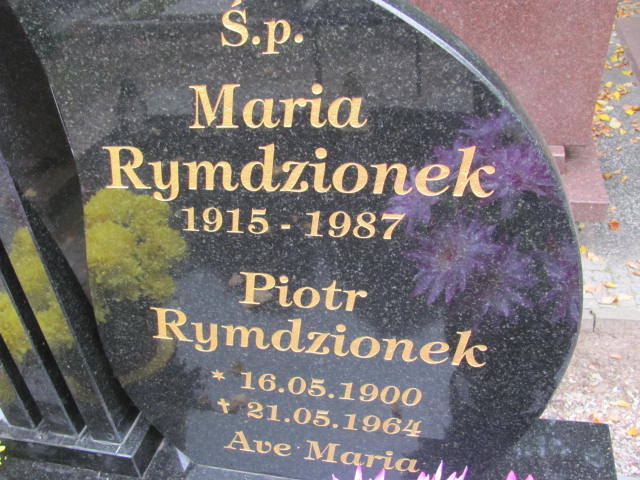 Ś.p.
Maria
Rymdzionek
1915 - 1987
Piotr
Rymdzionek
* 16.05.1900
✝ 21.05.1964
Ave Maria